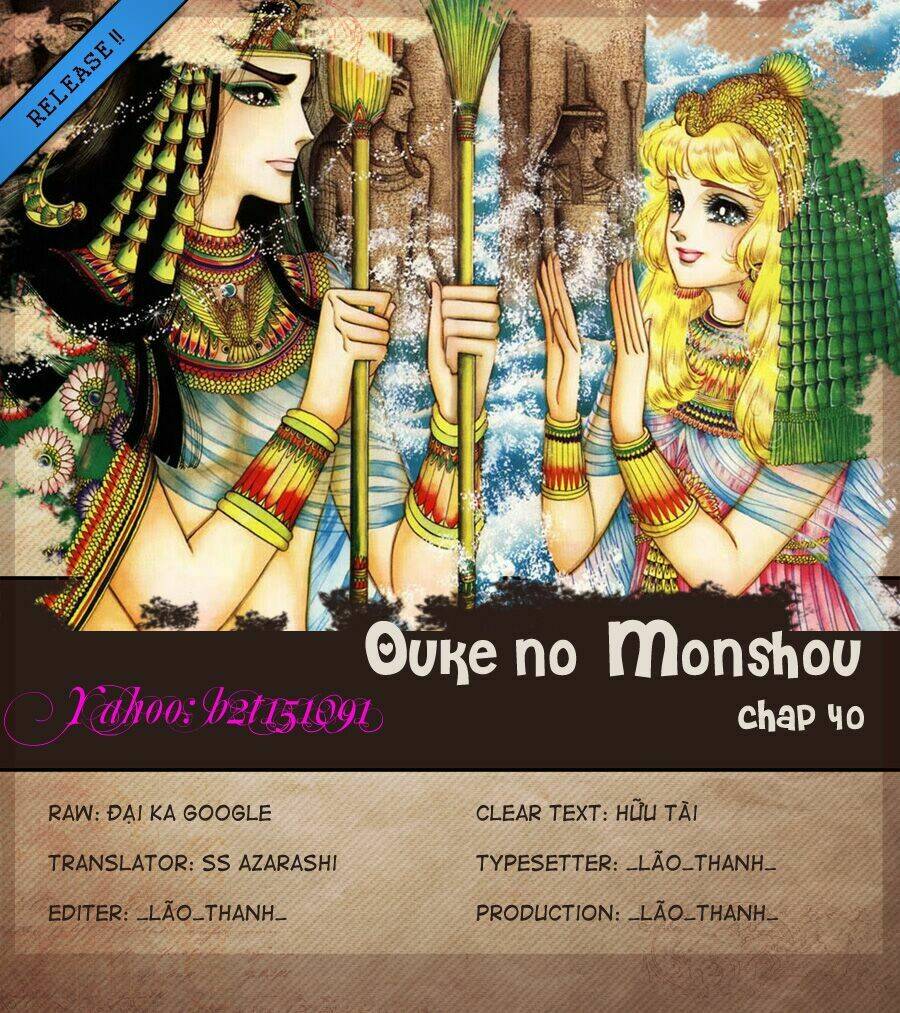 RELEASE!!
Ouke no Monshou
Yahoo: b2t151091
chap 40
RAW: ĐẠI KA GOOGLE
CLEAR TEXT: HỮU TÀI
TRANSLATOR: SS AZARASHI
TYPESETTER: _LÃO_THANH_
EDITER: _LÃO_THANH_
PRODUCTION: _LÃO_THANH_